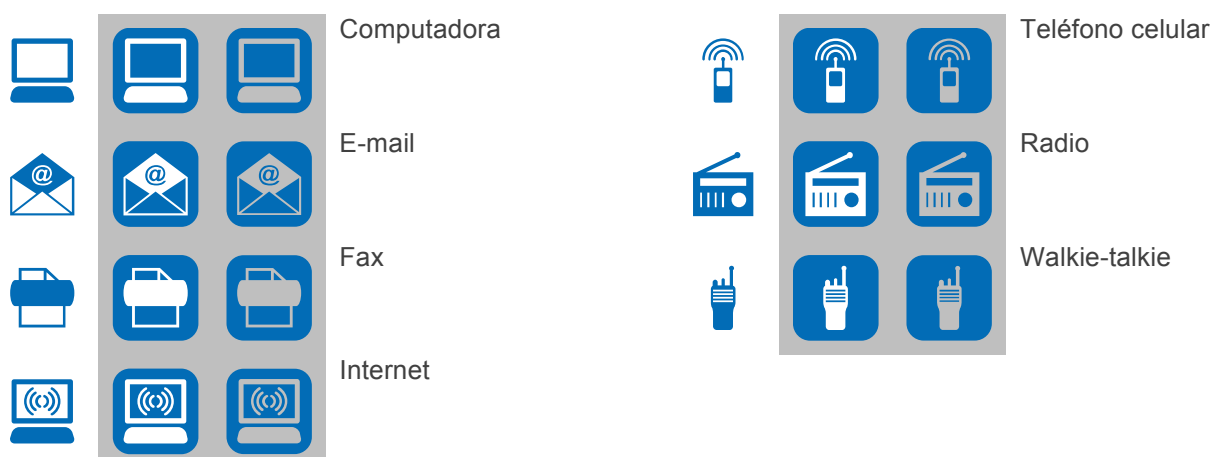 Computadora
E-mail
@
@
@
Fax
Internet
Teléfono celular
Radio
Walkie-talkie